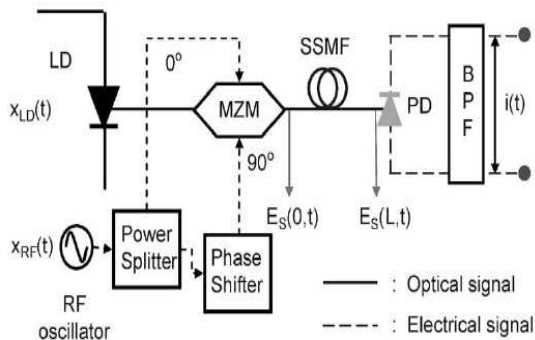 LD
0°
SSMF
x_LD(t)
MZM
PD
B
P
F
i(t)
90°
E_S(0,t)
E_S(L,t)
x_RF(t)
Power
Splitter
Phase
Shifter
RF
oscillator
: Optical signal
: Electrical signal